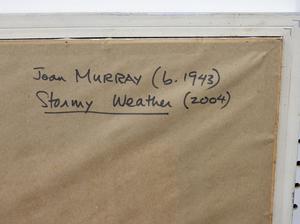 Joan MURRAY (b. 1943)
Stormy Weather (2004)